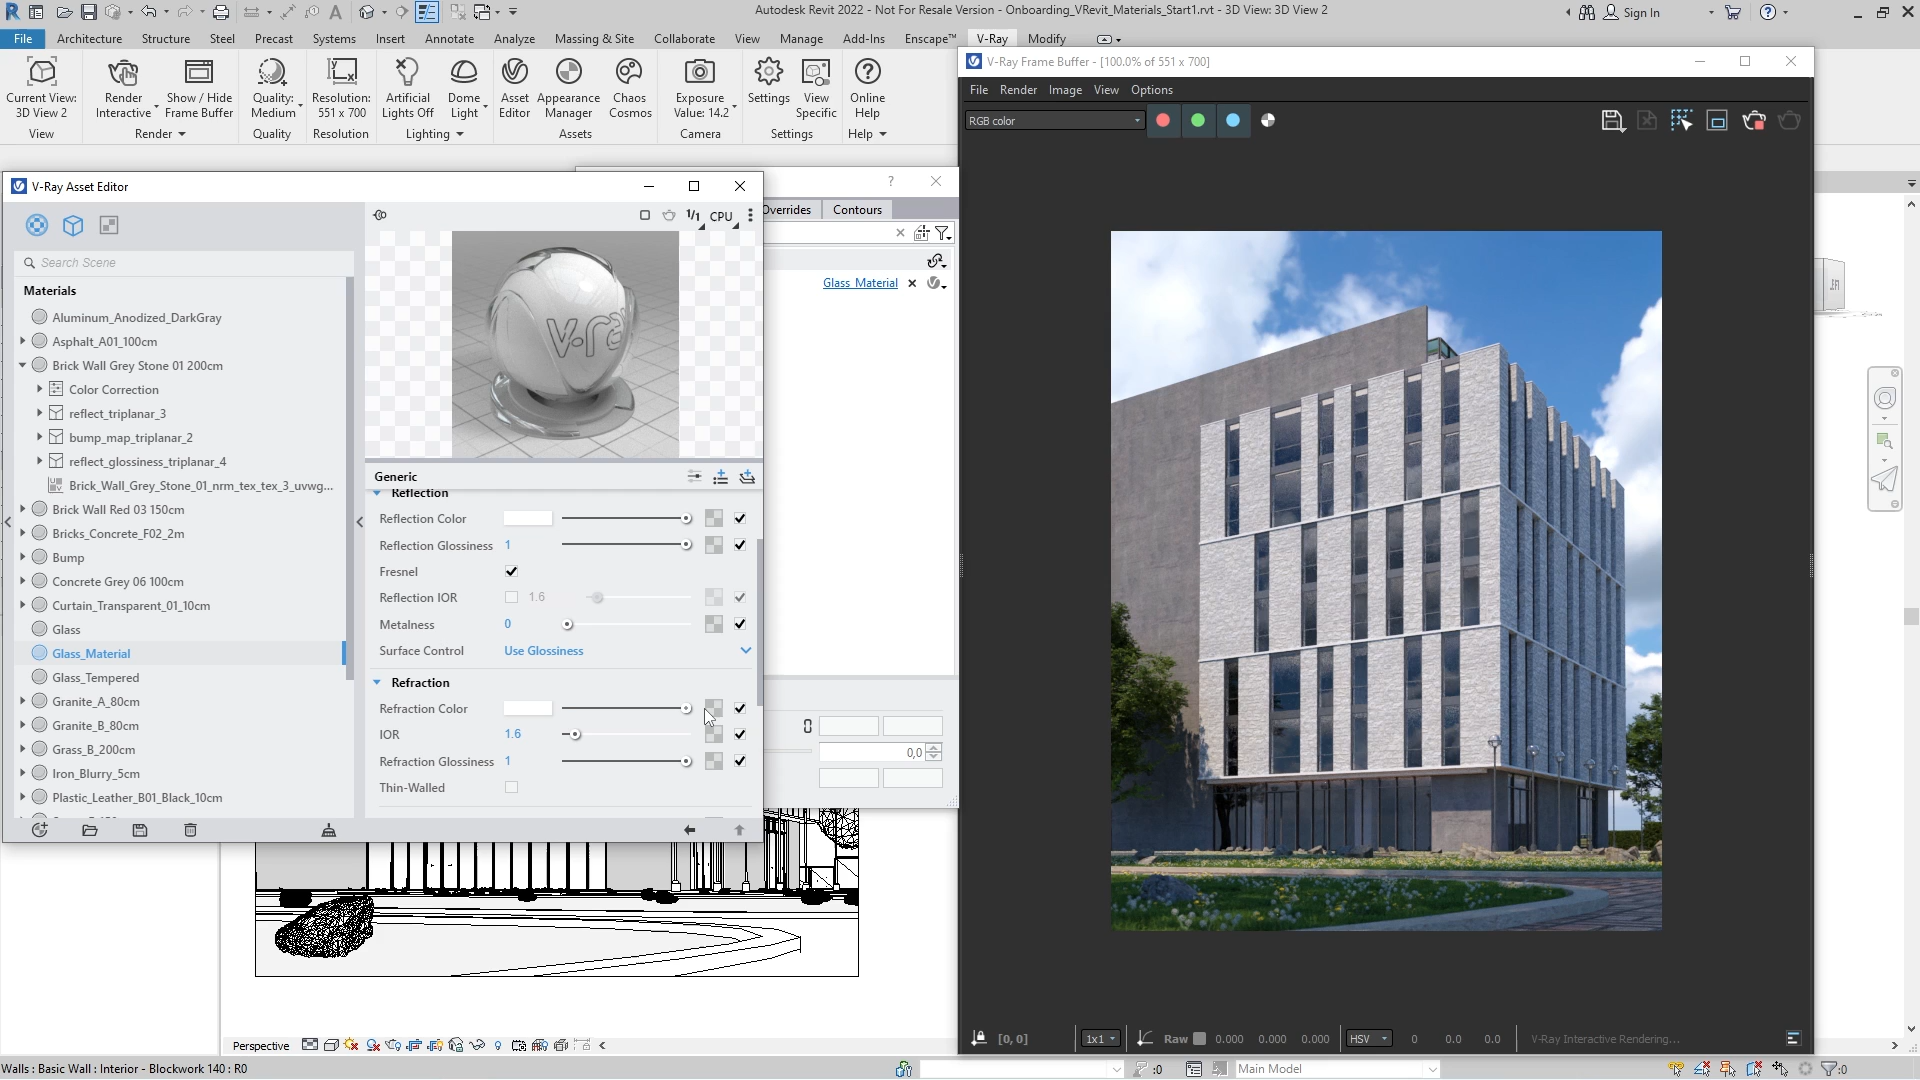 Autodesk Revit 2022 - Not For Resale Version - Onboarding_VRevit_Materials_Start1.rvt - 3D View: 3D View 2
Sign In
File Architecture Structure Steel Precast Systems Insert Annotate Analyze Massing & Site Collaborate View Manage Add-Ins Enscape™ V-Ray Modify
Current View: 3D View 2
Render Interactive
Show / Hide Frame Buffer
Quality: Medium
Resolution: 551 x 700
Artificial Lights Off
Dome Light
Asset Editor
Appearance Manager
Chaos Cosmos
Exposure Value: 14.2
Settings
View Specific
Online Help
View Render Quality Resolution Lighting Assets Camera Settings Help
V-Ray Frame Buffer - [100.0% of 551 x 700]
File Render Image View Options
RGB color
V-Ray Asset Editor
?
Overrides Contours
1/1 CPU
Search Scene
Materials
Glass_Material
Aluminum_Anodized_DarkGray
Asphalt_A01_100cm
Brick Wall Grey Stone 01 200cm
Color Correction
reflect_triplanar_3
bump_map_triplanar_2
reflect_glossiness_triplanar_4
Brick_Wall_Grey_Stone_01_nrm_tex_tex_3_uvwg...
Brick Wall Red 03 150cm
Bricks_Concrete_F02_2m
Bump
Concrete Grey 06 100cm
Curtain_Transparent_01_10cm
Glass
Glass_Material
Glass_Tempered
Granite_A_80cm
Granite_B_80cm
Grass_B_200cm
Iron_Blurry_5cm
Plastic_Leather_B01_Black_10cm
v-ra
Generic
Reflection
Reflection Color
Reflection Glossiness 1
Fresnel
Reflection IOR 1.6
Metalness 0
Surface Control Use Glossiness
Refraction
Refraction Color
IOR 1.6
Refraction Glossiness 1
Thin-Walled
0,0
Perspective
[0, 0] 1x1 Raw 0.000 0.000 0.000 HSV 0 0.0 0.0 V-Ray Interactive Rendering...
Walls : Basic Wall : Interior - Blockwork 140 : R0
:0
Main Model
:0